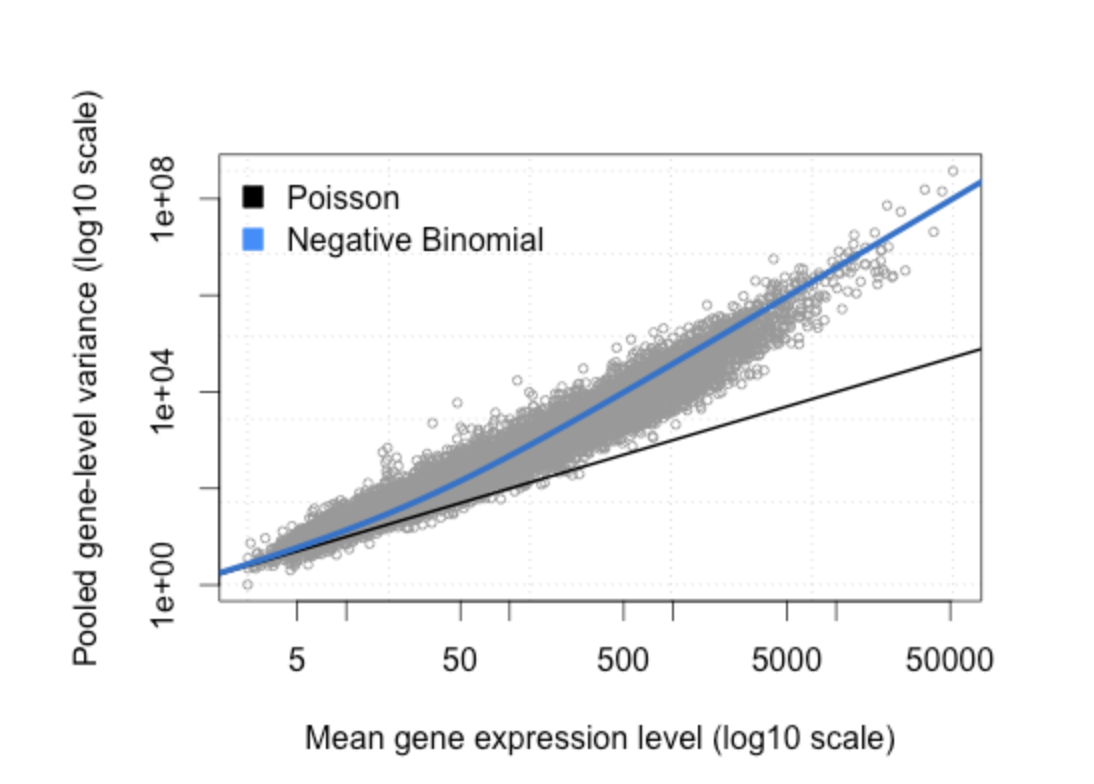 Pooled gene-level variance (log10 scale)
1e+08
1e+04
1e+00
Poisson
Negative Binomial
5 50 500 5000 50000
Mean gene expression level (log10 scale)